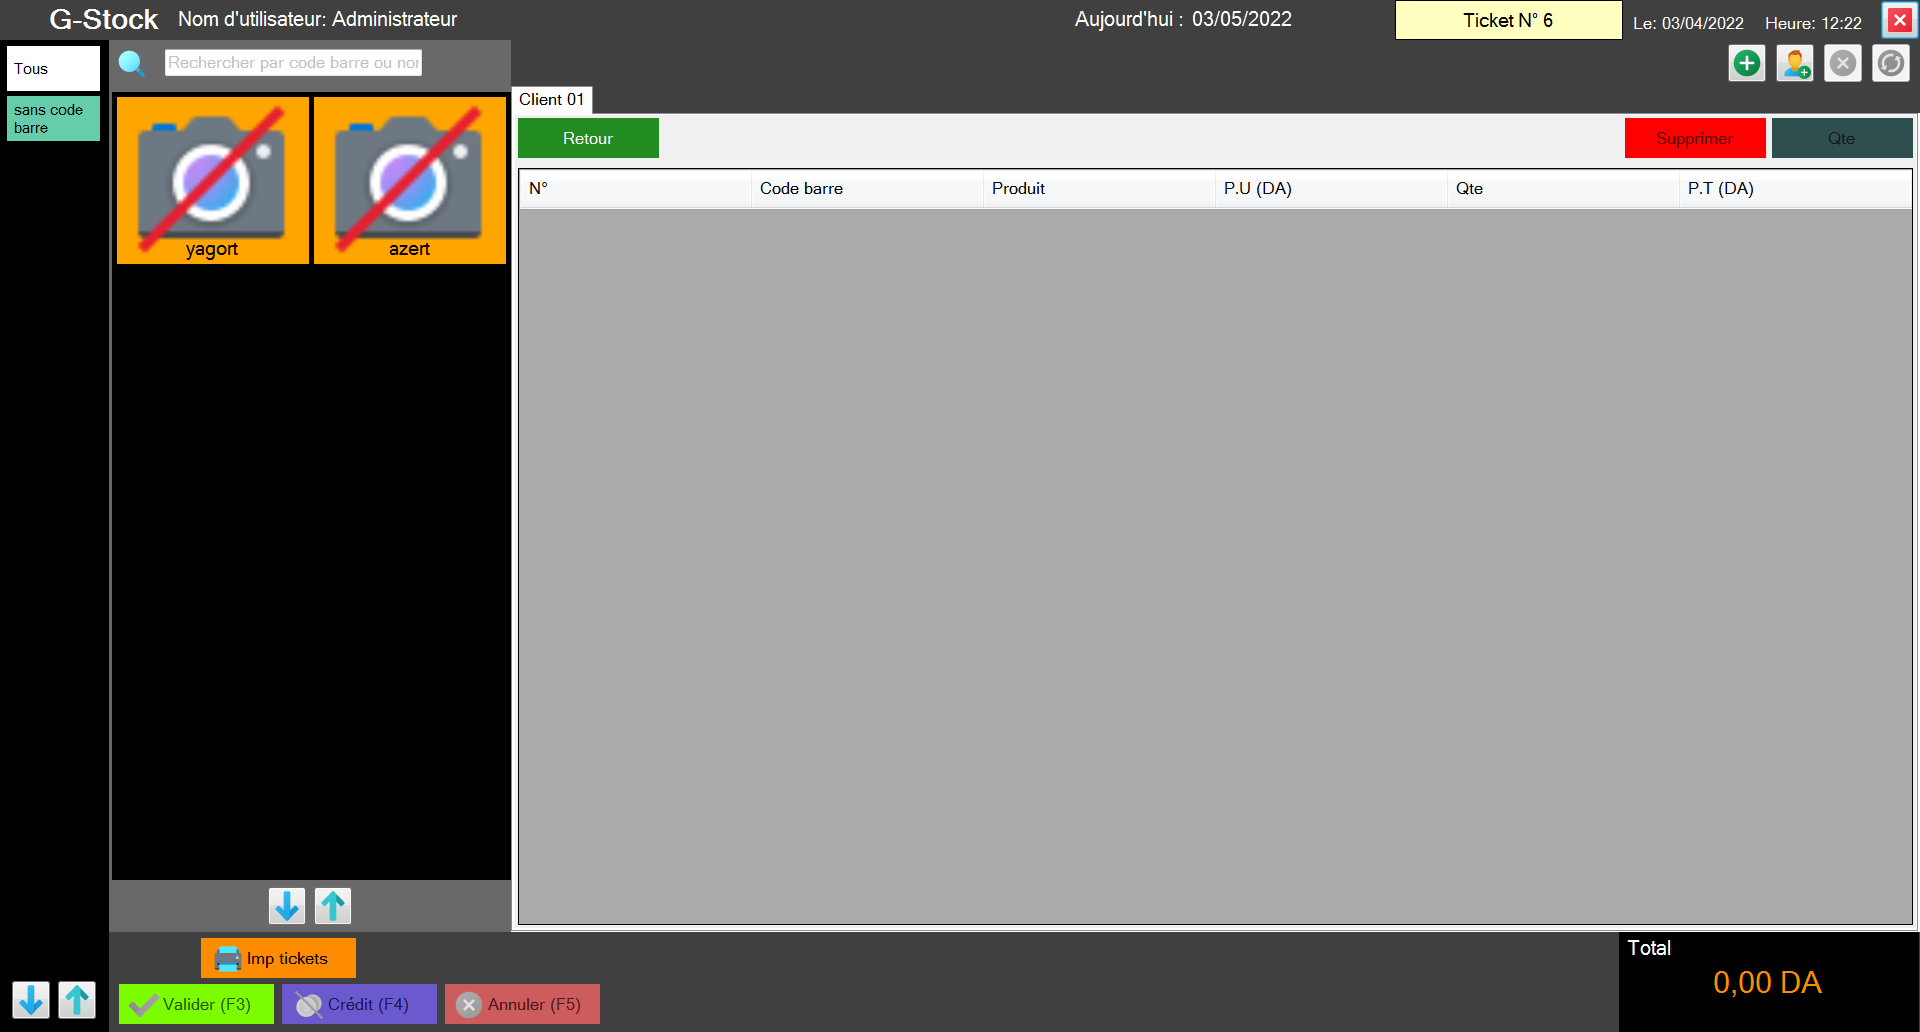 G-Stock Nom d'utilisateur: Administrateur Aujourd'hui : 03/05/2022 Ticket N° 6 Le: 03/04/2022 Heure: 12:22
Tous
Rechercher par code barre ou nor
sans code
barre
Client 01
Retour Supprimer Qte
N° Code barre Produit P.U (DA) Qte P.T (DA)
yagort azert
Imp tickets
Valider (F3) Crédit (F4) Annuler (F5)
Total
0,00 DA